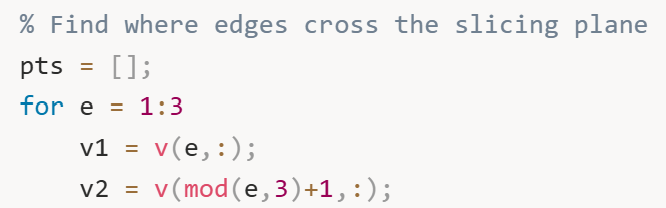 % Find where edges cross the slicing plane
pts = [];
for e = 1:3
    v1 = v(e,:);
    v2 = v(mod(e,3)+1,:);